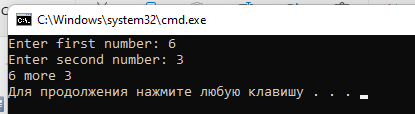 C:\Windows\system32\cmd.exe
Enter first number: 6
Enter second number: 3
6 more 3
Для продолжения нажмите любую клавишу . . .